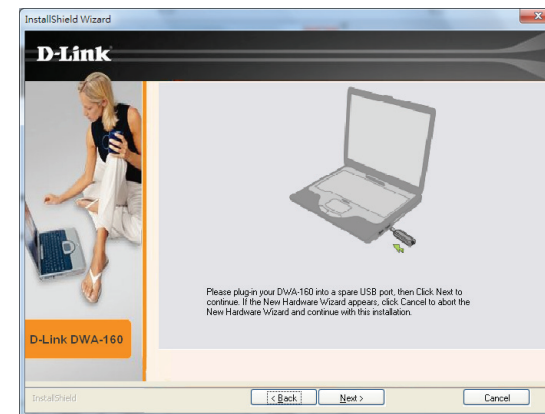 InstallShield Wizard
D-Link
Please plug-in your DWA-160 into a spare USB port, then Click Next to
continue. If the New Hardware Wizard appears, click Cancel to abort the
New Hardware Wizard and continue with this installation.
D-Link DWA-160
InstallShield
< Back
Next >
Cancel